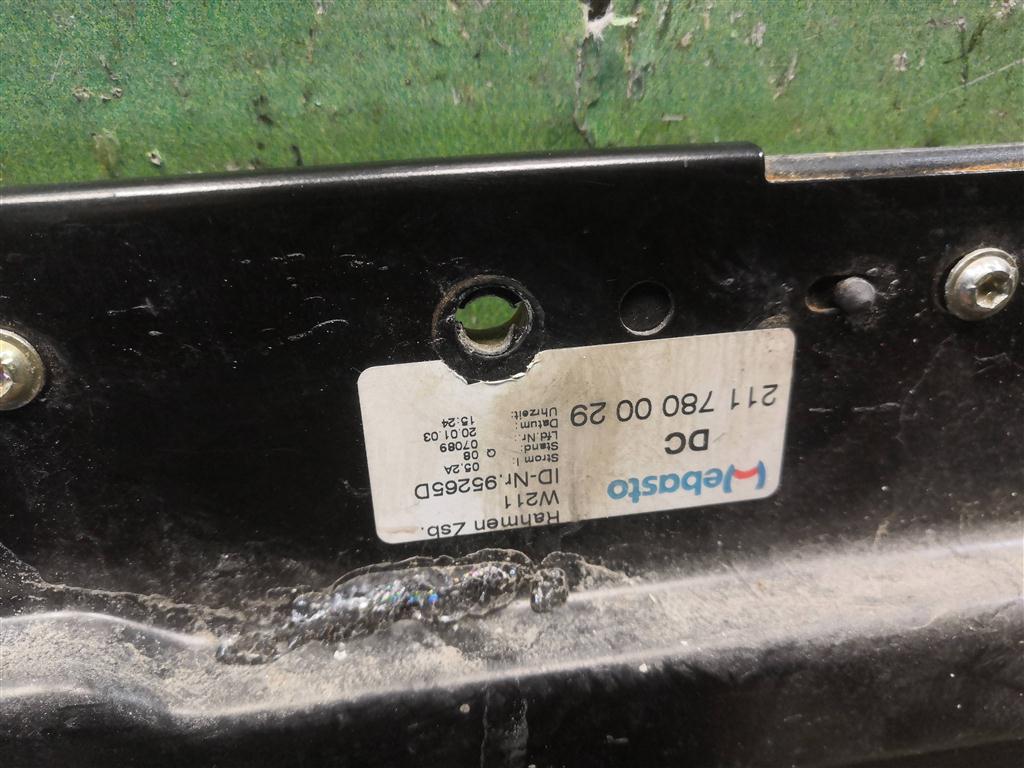 Webasto
Rahmen Zsb.
W211
ID-Nr.95265D
DC
Strom I: 05.2A
Stand: Q 08
Lfd.Nr.: 07089
Datum: 20.01.03
Uhrzeit: 15:24
211 780 00 29